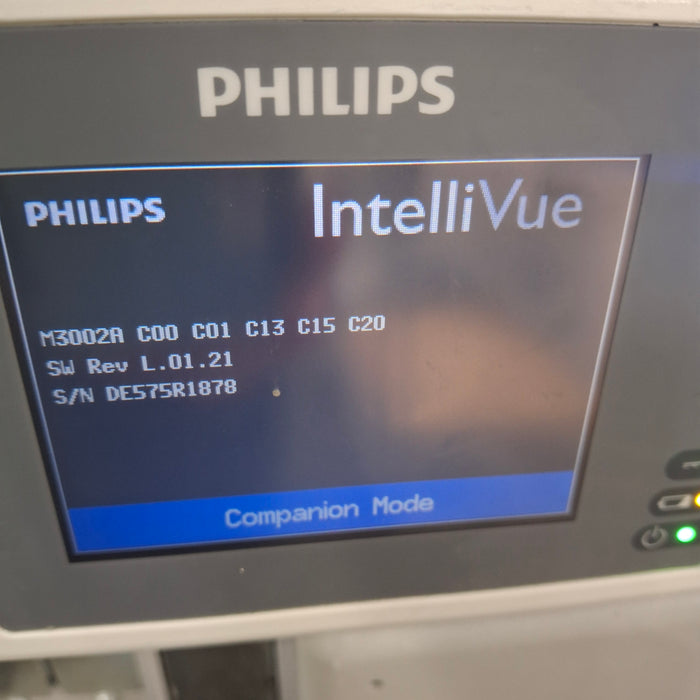 PHILIPS
PHILIPS IntelliVue
M3002A C00 C01 C13 C15 C20
SW Rev L.01.21
S/N DE575R1878
Companion Mode